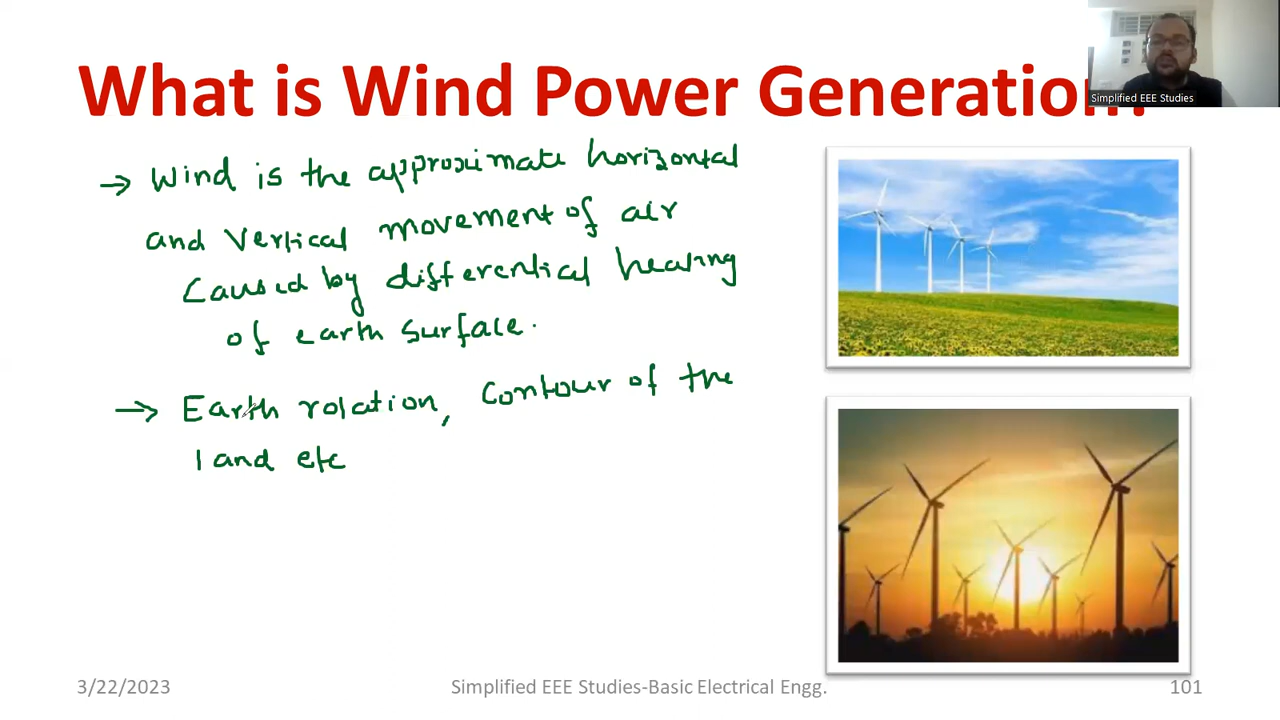 What is Wind Power Generation?
Simplified EEE Studies
→ Wind is the approximate horizontal
and vertical movement of air
caused by differential heating
of earth surface.
→ Earth rotation, contour of the
land etc
3/22/2023
Simplified EEE Studies-Basic Electrical Engg.
101